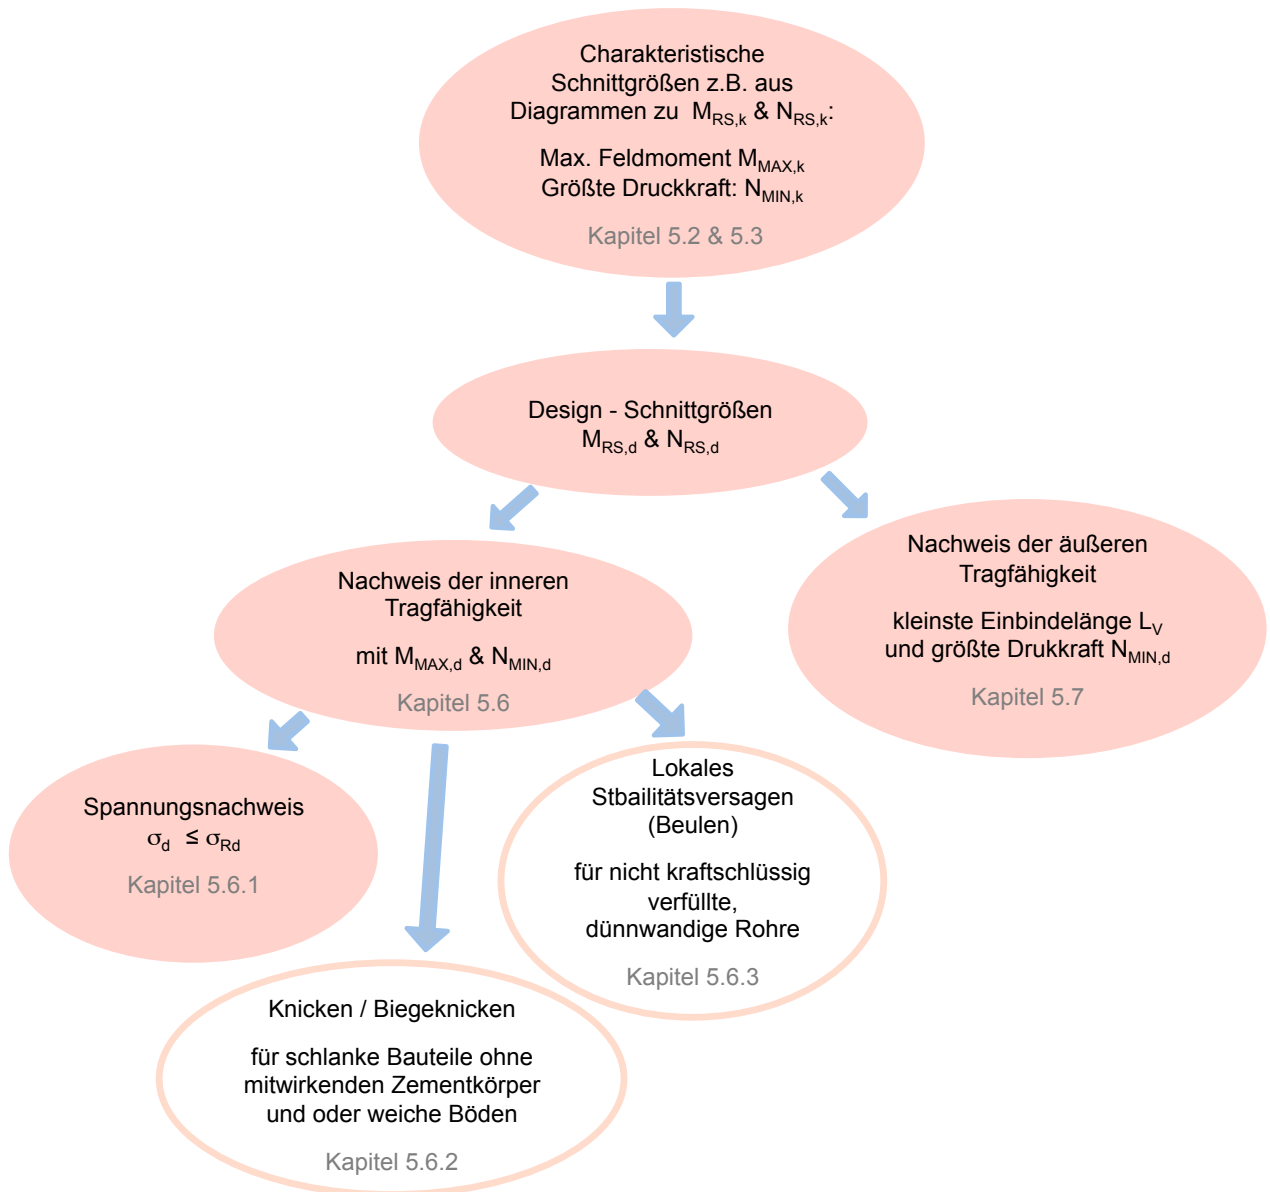 Charakteristische
Schnittgrößen z.B. aus
Diagrammen zu M_RS,k & N_RS,k:
Max. Feldmoment M_MAX,k
Größte Druckkraft: N_MIN,k
Kapitel 5.2 & 5.3
Design - Schnittgrößen
M_RS,d & N_RS,d
Nachweis der inneren
Tragfähigkeit
mit M_MAX,d & N_MIN,d
Kapitel 5.6
Nachweis der äußeren
Tragfähigkeit
kleinste Einbindelänge L_V
und größte Drukkraft N_MIN,d
Kapitel 5.7
Spannungsnachweis
σ_d ≤ σ_Rd
Kapitel 5.6.1
Lokales
Stbailitätsversagen
(Beulen)
für nicht kraftschlüssig
verfüllte,
dünnwandige Rohre
Kapitel 5.6.3
Knicken / Biegeknicken
für schlanke Bauteile ohne
mitwirkenden Zementkörper
und oder weiche Böden
Kapitel 5.6.2